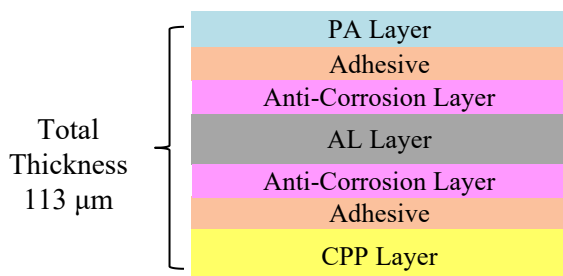 PA Layer
Adhesive
Anti-Corrosion Layer
AL Layer
Anti-Corrosion Layer
Adhesive
CPP Layer
Total
Thickness
113 μm